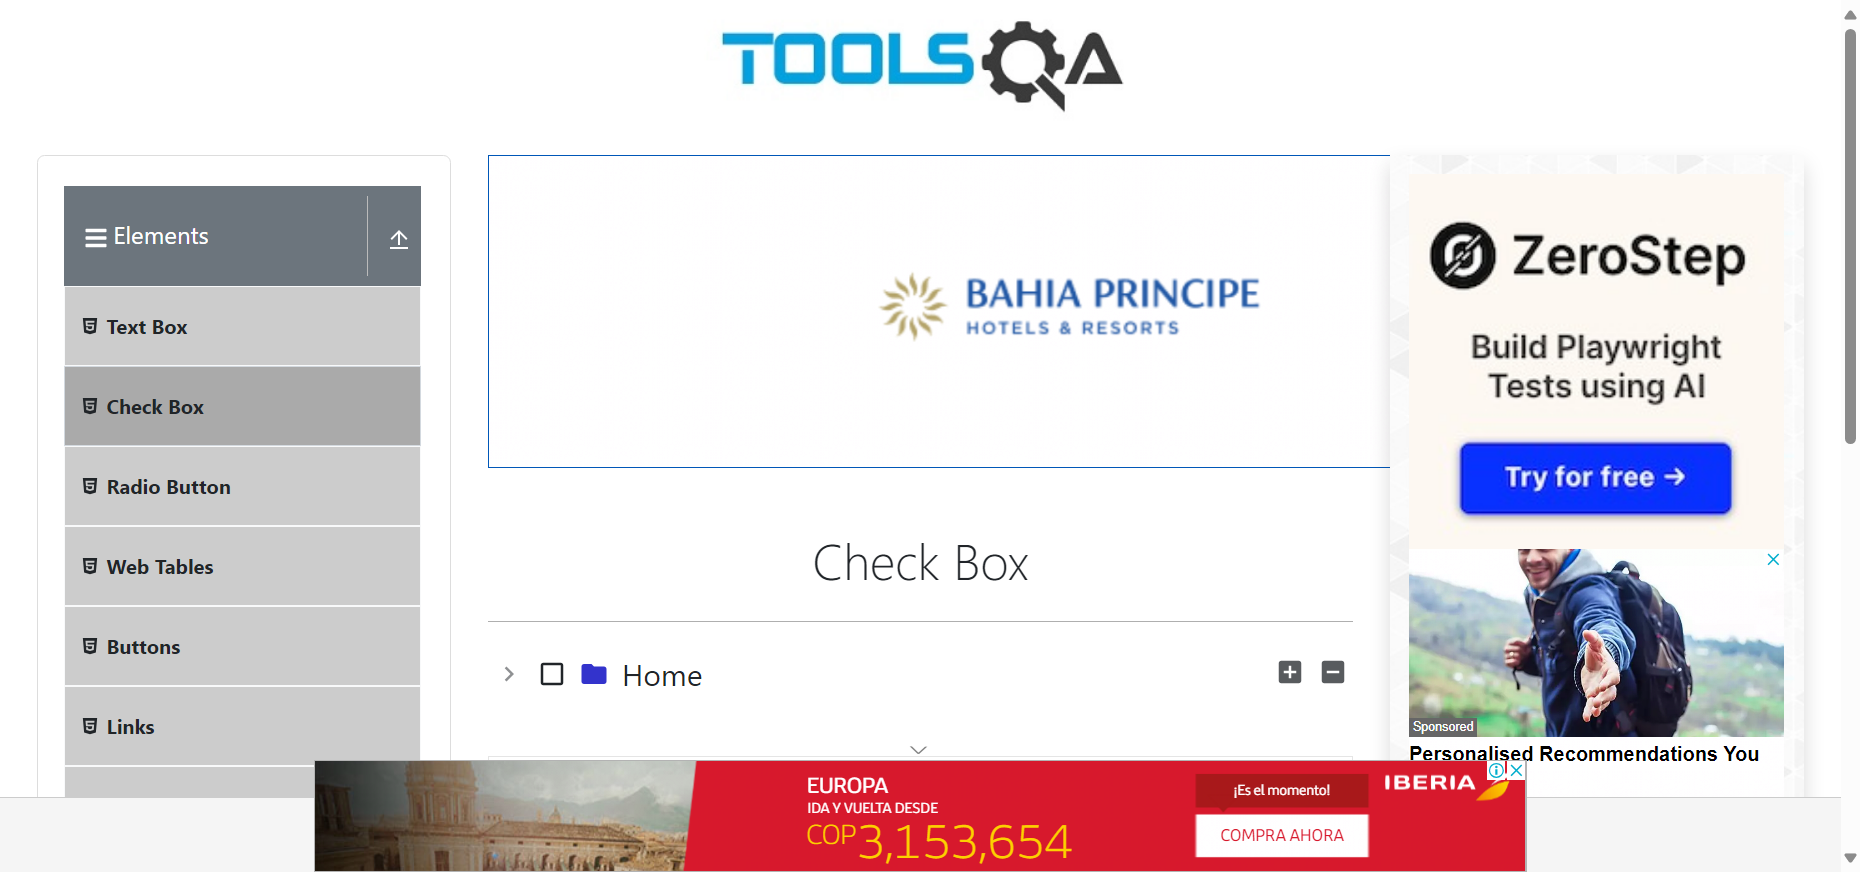 TOOLSQA
Elements
Text Box
Check Box
Radio Button
Web Tables
Buttons
Links
BAHIA PRINCIPE
HOTELS & RESORTS
Check Box
Home
ZeroStep
Build Playwright
Tests using AI
Try for free →
Sponsored
Personalised Recommendations You
EUROPA
IDA Y VUELTA DESDE
COP3,153,654
¡Es el momento!
COMPRA AHORA
IBERIA